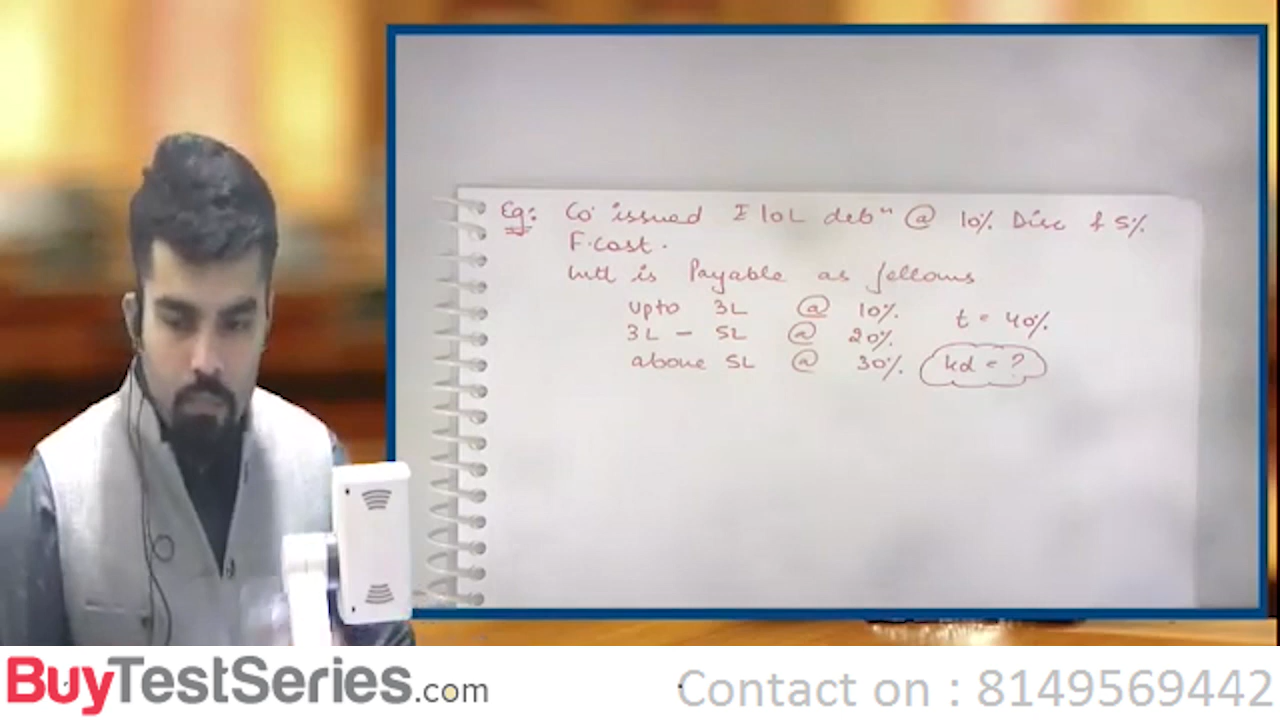 Eg: Co. issued ₹ 10L debⁿ @ 10% Disc & 5%
F.cost.
Intt is Payable as follows
upto 3L @ 10%.
3L - 5L @ 20%.
above 5L @ 30%.
t = 40%.
kd = ?
BuyTestSeries.com
Contact on : 8149569442